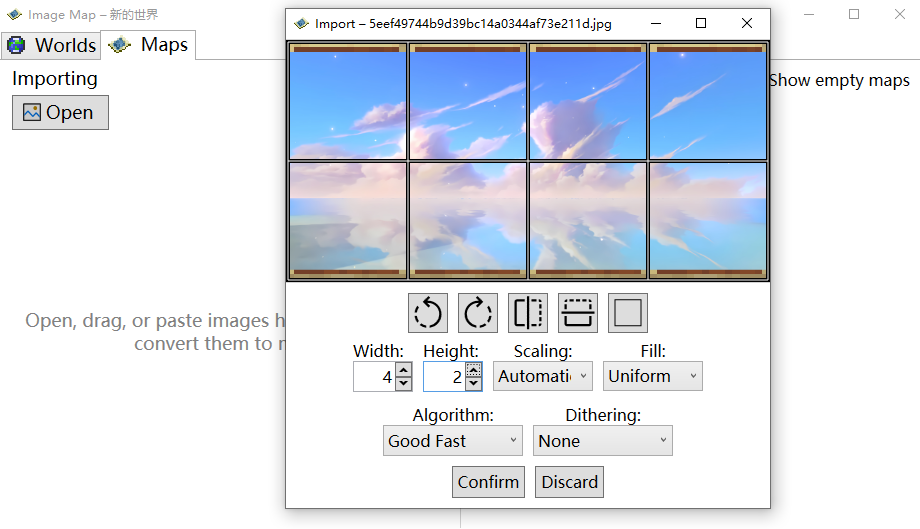 Image Map – 新的世界
Worlds
Maps
Importing
Open
Show empty maps
Open, drag, or paste images h
convert them to
Import – 5eef49744b9d39bc14a0344af73e211d.jpg
Width:
Height:
Scaling:
Fill:
4
2
Automati
Uniform
Algorithm:
Dithering:
Good Fast
None
Confirm
Discard